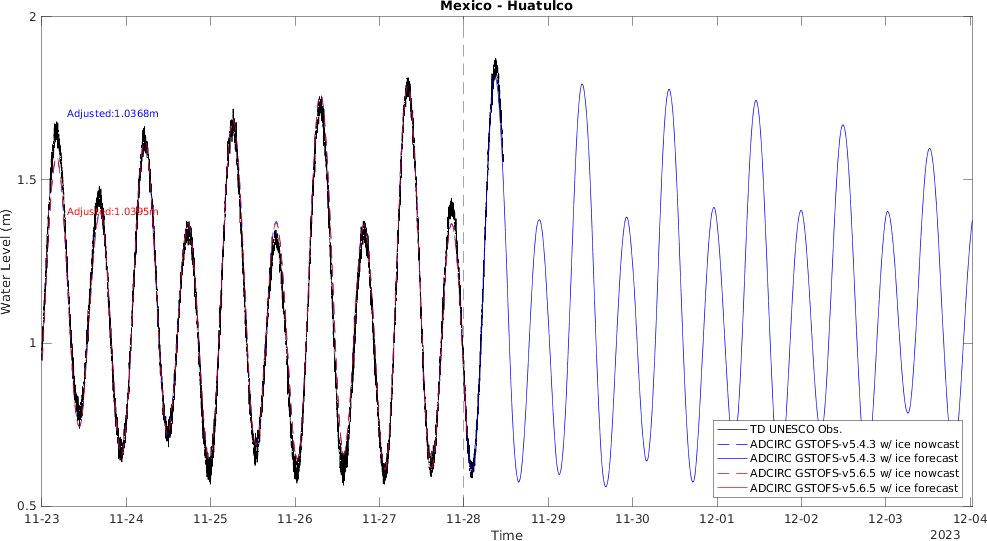 Mexico - Huatulco
2
1.5
1
0.5
Water Level (m)
Adjusted:1.0368m
Adjusted:1.0395m
TD UNESCO Obs.
ADCIRC GSTOFS-v5.4.3 w/ ice nowcast
ADCIRC GSTOFS-v5.4.3 w/ ice forecast
ADCIRC GSTOFS-v5.6.5 w/ ice nowcast
ADCIRC GSTOFS-v5.6.5 w/ ice forecast
11-23 11-24 11-25 11-26 11-27 11-28 11-29 11-30 12-01 12-02 12-03 12-04
Time
2023